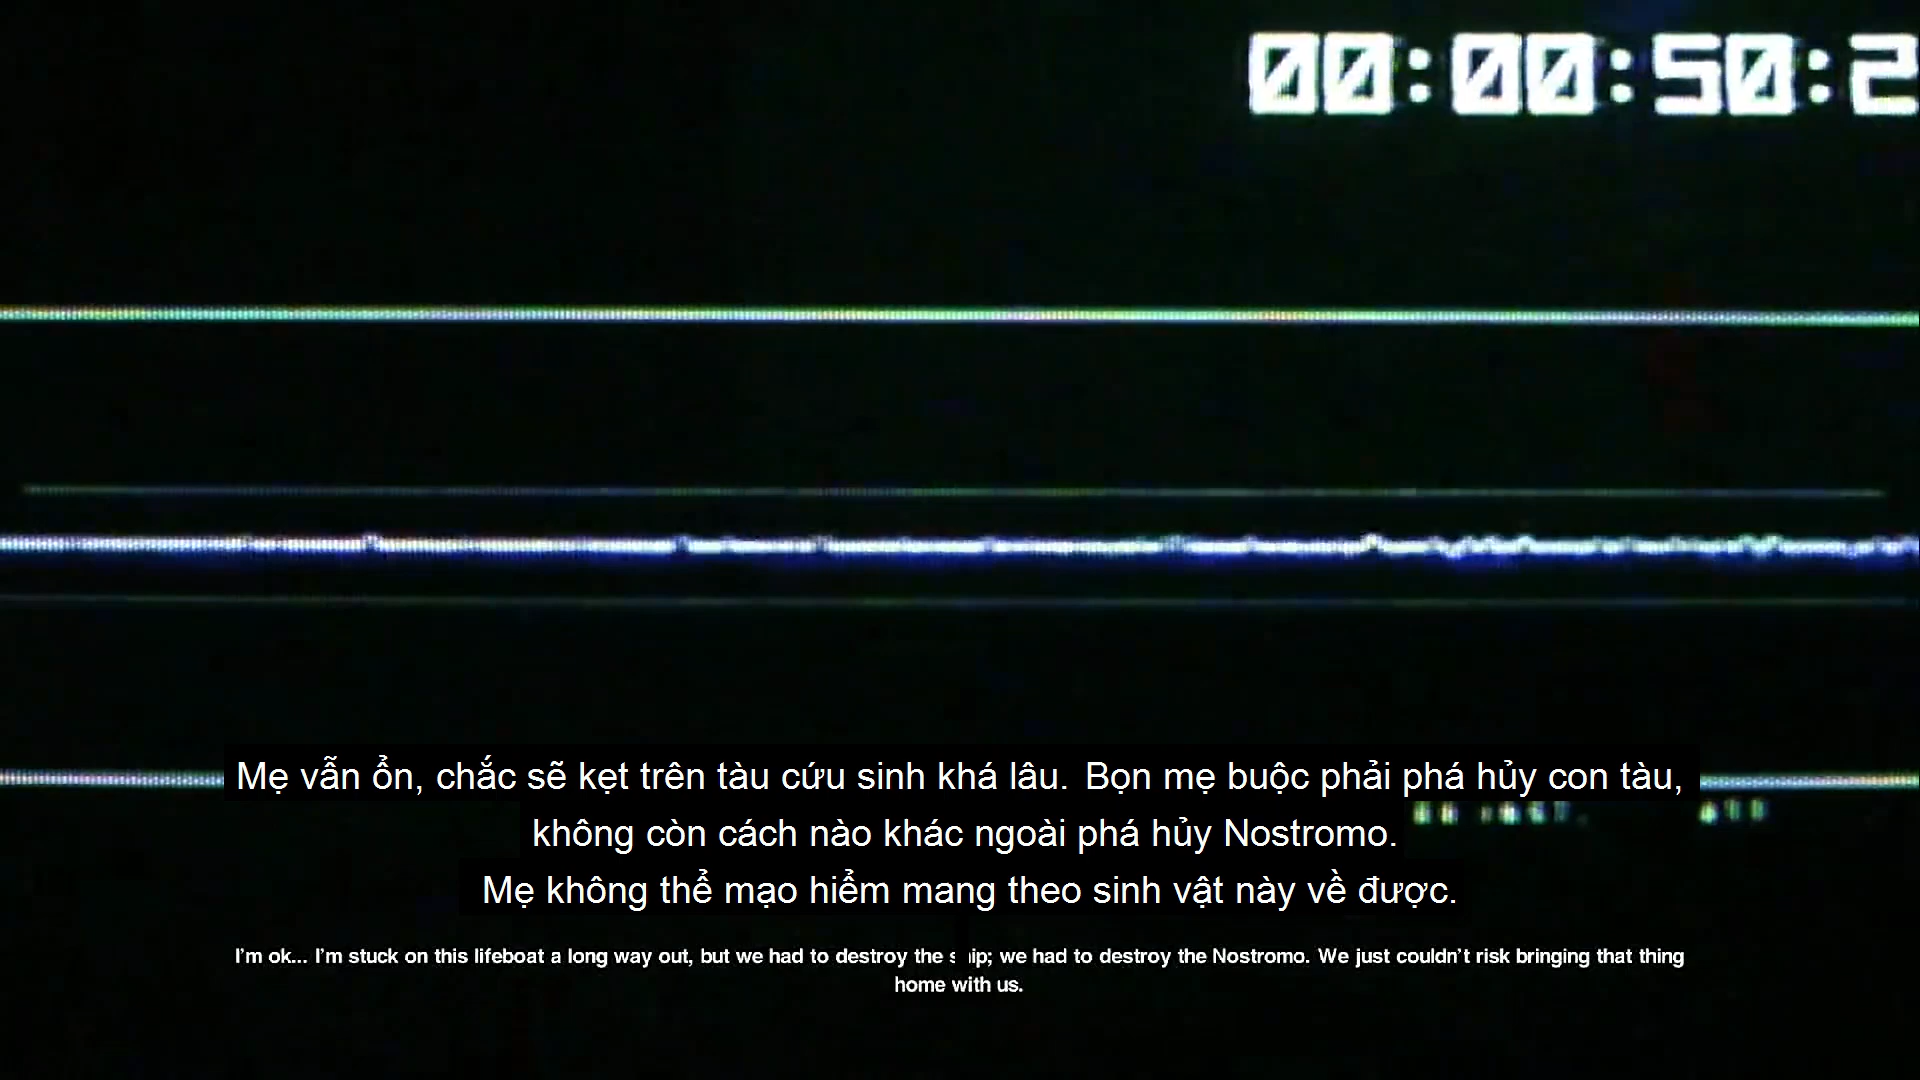 00:00:50:2
Mẹ vẫn ổn, chắc sẽ kẹt trên tàu cứu sinh khá lâu. Bọn mẹ buộc phải phá hủy con tàu,
không còn cách nào khác ngoài phá hủy Nostromo.
Mẹ không thể mạo hiểm mang theo sinh vật này về được.
I'm ok... I'm stuck on this lifeboat a long way out, but we had to destroy the s ip; we had to destroy the Nostromo. We just couldn't risk bringing that thing
home with us.